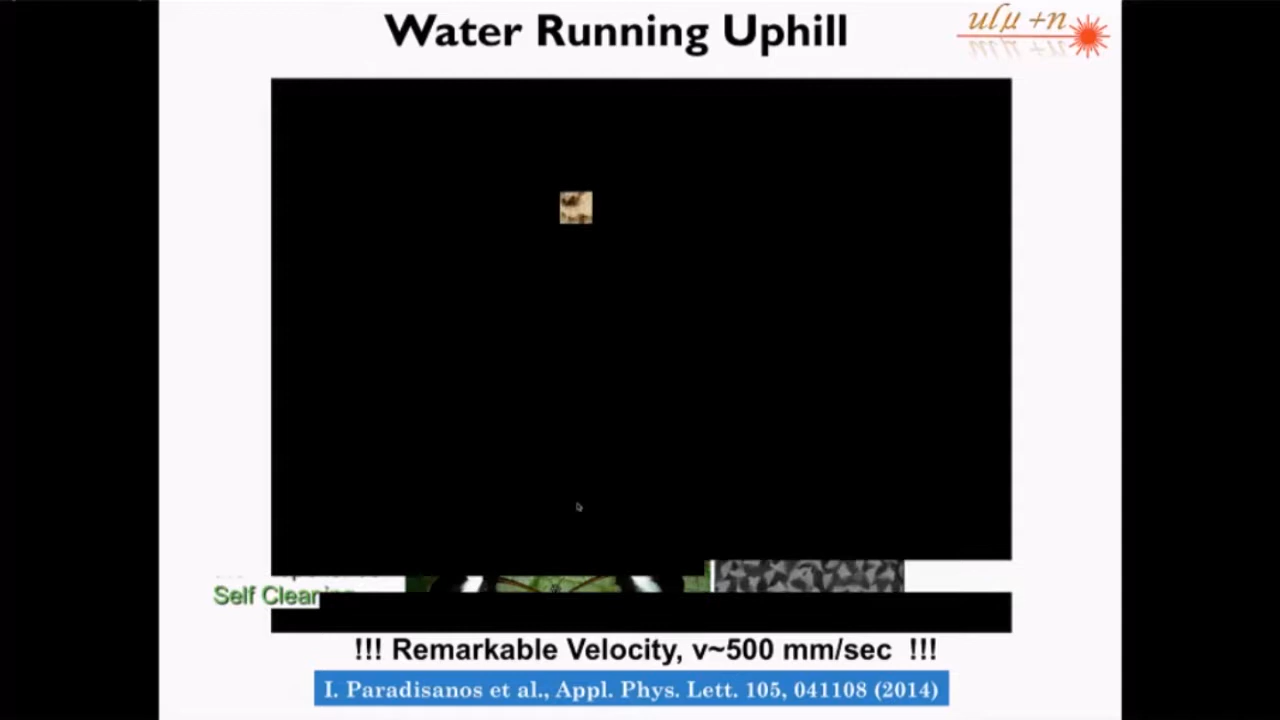 Water Running Uphill
ulμ +n
Self Clean
!!! Remarkable Velocity, v~500 mm/sec !!!
I. Paradisanos et al., Appl. Phys. Lett. 105, 041108 (2014)